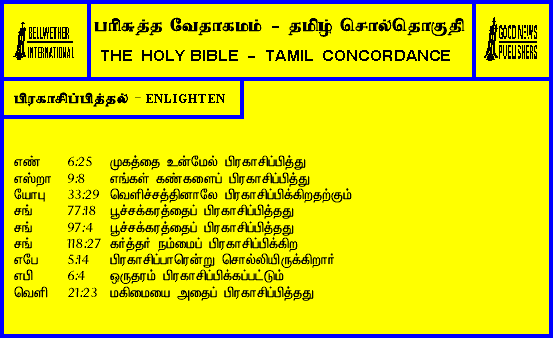 BELLWETHER
INTERNATIONAL
பரிசுத்த வேதாகமம் - தமிழ் சொல்தொகுதி
THE HOLY BIBLE - TAMIL CONCORDANCE
GOOD NEWS
PUBLISHERS
பிரகாசிப்பித்தல் - ENLIGHTEN
எண் 6:25 முகத்தை உன்மேல் பிரகாசிப்பித்து
எஸ்றா 9:8 எங்கள் கண்களைப் பிரகாசிப்பித்து
யோபு 33:29 வெளிச்சத்தினாலே பிரகாசிப்பிக்கிறதற்கும்
சங் 77:18 பூச்சக்கரத்தைப் பிரகாசிப்பித்தது
சங் 97:4 பூச்சக்கரத்தைப் பிரகாசிப்பித்தது
சங் 118:27 கர்த்தர் நம்மைப் பிரகாசிப்பிக்கிற
எபே 5:14 பிரகாசிப்பாரென்று சொல்லியிருக்கிறார்
எபி 6:4 ஒருதரம் பிரகாசிப்பிக்கப்பட்டும்
வெளி 21:23 மகிமையை அதைப் பிரகாசிப்பித்தது